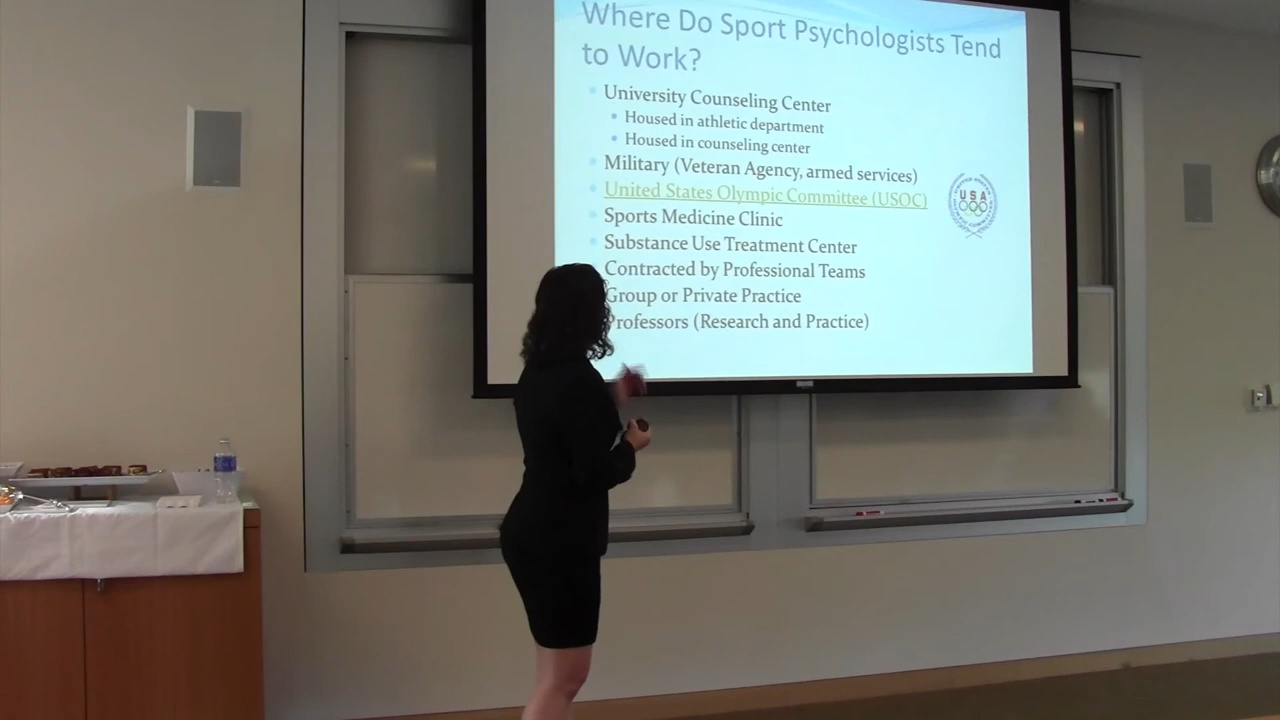 Where Do Sport Psychologists Tend
to Work?
University Counseling Center
Housed in athletic department
Housed in counseling center
Military (Veteran Agency, armed services)
United States Olympic Committee (USOC)
USA
Sports Medicine Clinic
Substance Use Treatment Center
Contracted by Professional Teams
Group or Private Practice
Professors (Research and Practice)